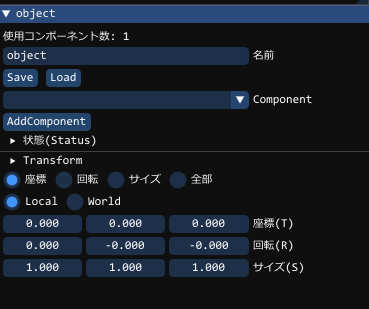 object
使用コンポーネント数: 1
object 名前
Save Load
Component
AddComponent
状態(Status)
Transform
座標 回転 サイズ 全部
Local World
0.000 0.000 0.000 座標(T)
0.000 -0.000 -0.000 回転(R)
1.000 1.000 1.000 サイズ(S)